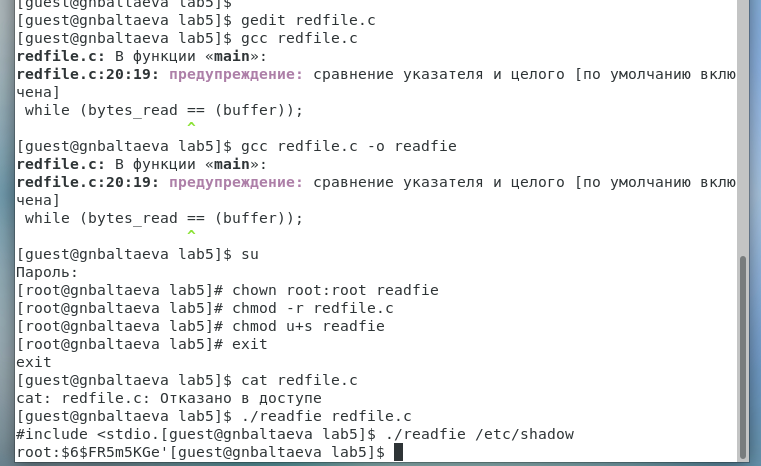 [guest@gnbaltaeva lab5]$
[guest@gnbaltaeva lab5]$ gedit redfile.c
[guest@gnbaltaeva lab5]$ gcc redfile.c
redfile.c: В функции «main»:
redfile.c:20:19: предупреждение: сравнение указателя и целого [по умолчанию вклю
чена]
 while (bytes_read == (buffer));
                   ^
[guest@gnbaltaeva lab5]$ gcc redfile.c -o readfie
redfile.c: В функции «main»:
redfile.c:20:19: предупреждение: сравнение указателя и целого [по умолчанию вклю
чена]
 while (bytes_read == (buffer));
                   ^
[guest@gnbaltaeva lab5]$ su
Пароль:
[root@gnbaltaeva lab5]# chown root:root readfie
[root@gnbaltaeva lab5]# chmod -r redfile.c
[root@gnbaltaeva lab5]# chmod u+s readfie
[root@gnbaltaeva lab5]# exit
exit
[guest@gnbaltaeva lab5]$ cat redfile.c
cat: redfile.c: Отказано в доступе
[guest@gnbaltaeva lab5]$ ./readfie redfile.c
#include <stdio.[guest@gnbaltaeva lab5]$ ./readfie /etc/shadow
root:$6$FR5m5KGe'[guest@gnbaltaeva lab5]$